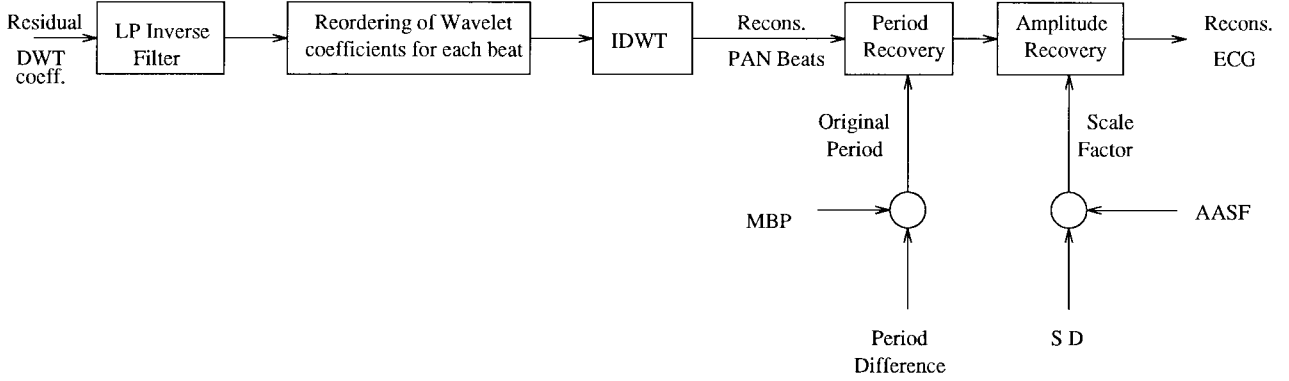 Residual
DWT
coeff.
LP Inverse
Filter
Reordering of Wavelet
coefficients for each beat
IDWT
Recons.
PAN Beats
Period
Recovery
Amplitude
Recovery
Recons.
ECG
Original
Period
Scale
Factor
MBP
AASF
Period
Difference
S D